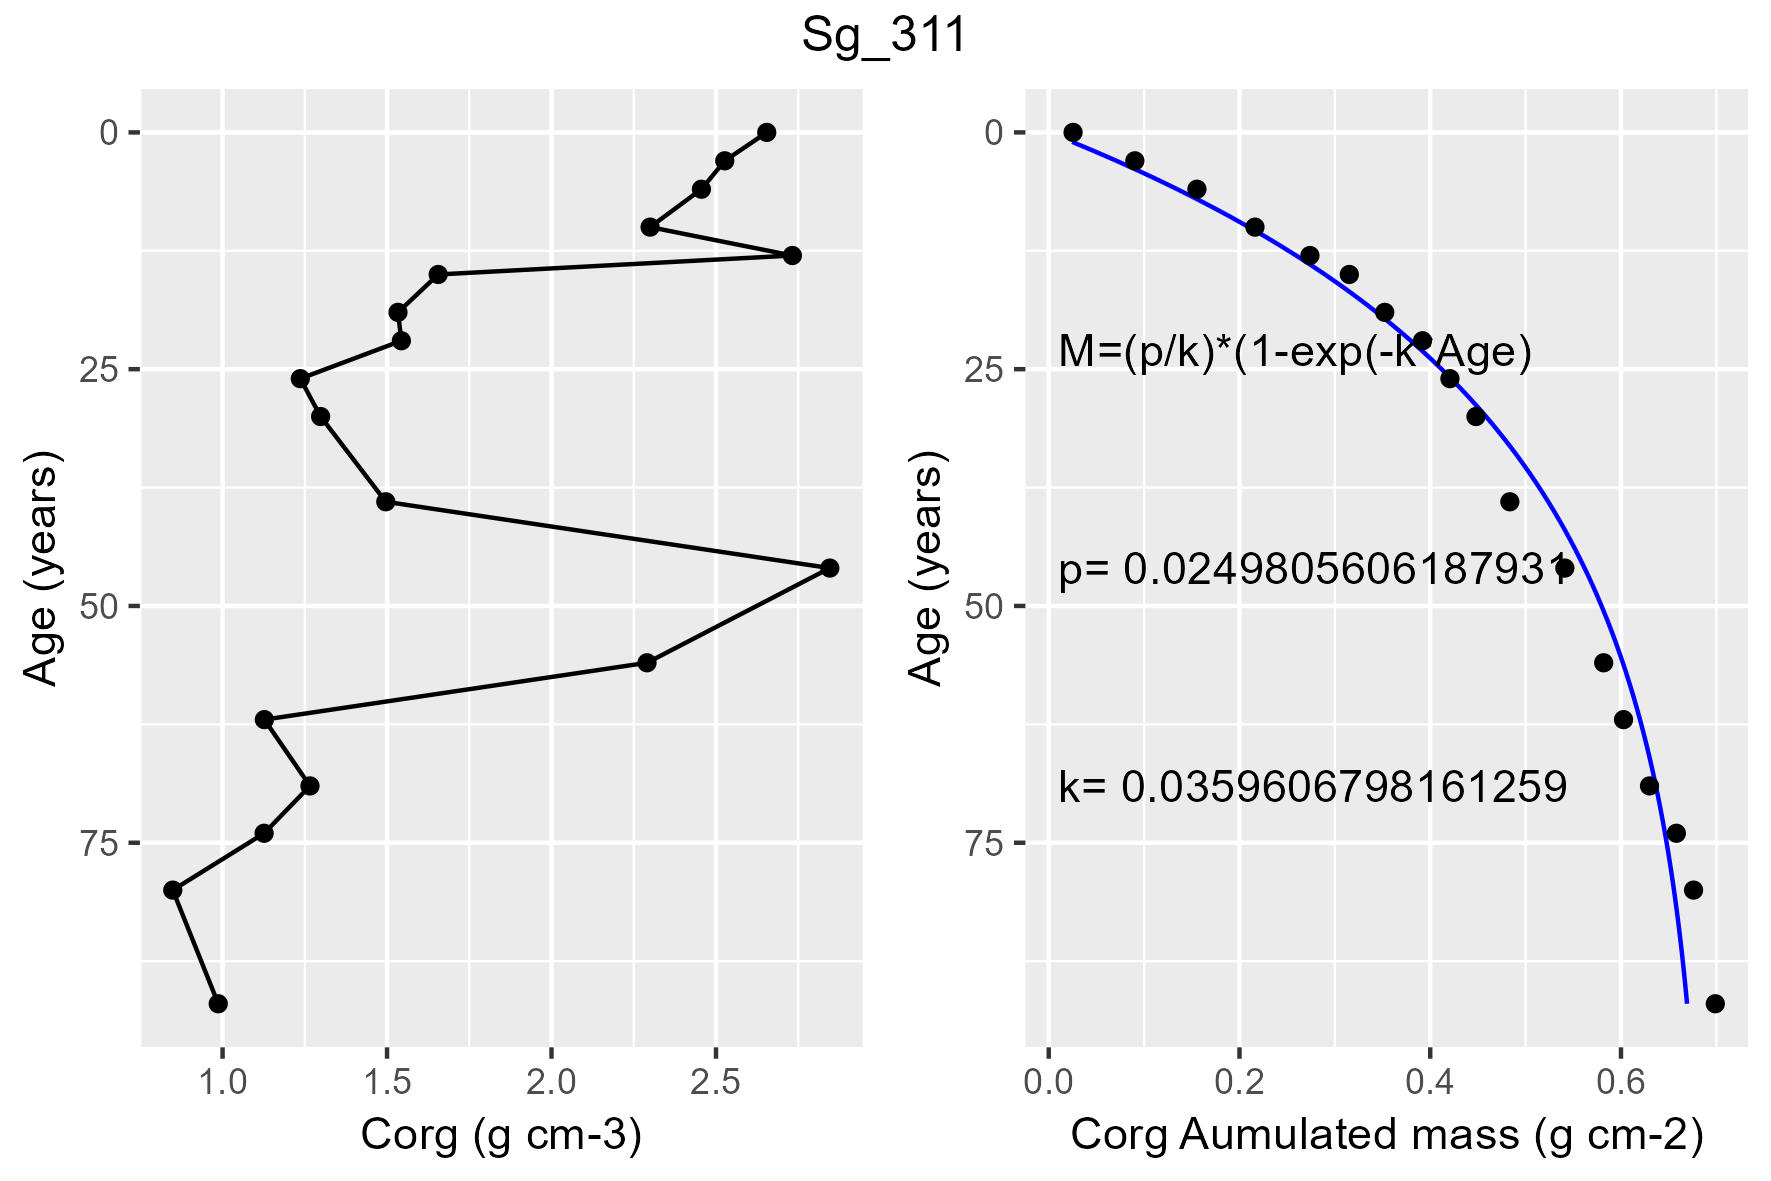 Sg_311
0
25
50
75
Age (years)
1.0 1.5 2.0 2.5
Corg (g cm-3)
0
25
50
75
Age (years)
M=(p/k)*(1-exp(-k*Age)
p= 0.0249805606187931
k= 0.0359606798161259
0.0 0.2 0.4 0.6
Corg Aumulated mass (g cm-2)